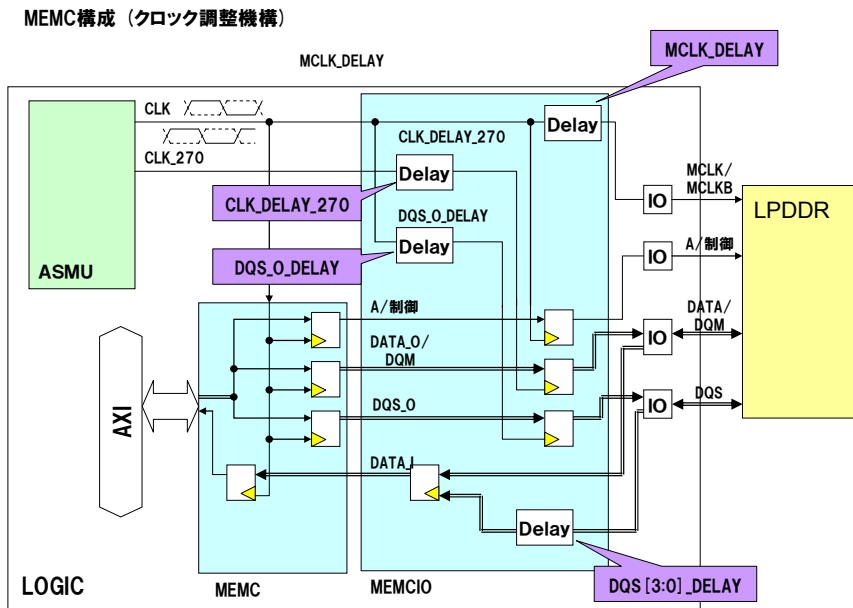 MEMC構成（クロック調整機構）
MCLK_DELAY
MCLK_DELAY
CLK
CLK_270
CLK_DELAY_270
Delay
Delay
CLK_DELAY_270
DQS_O_DELAY
Delay
DQS_O_DELAY
ASMU
MCLK/
MCLKB
IO
LPDDR
A/制御
IO
A/制御
DATA_O/
DQM
DATA/
DQM
IO
DQS_O
DQS
IO
AXI
DATA_I
Delay
DQS[3:0]_DELAY
LOGIC
MEMC
MEMCIO